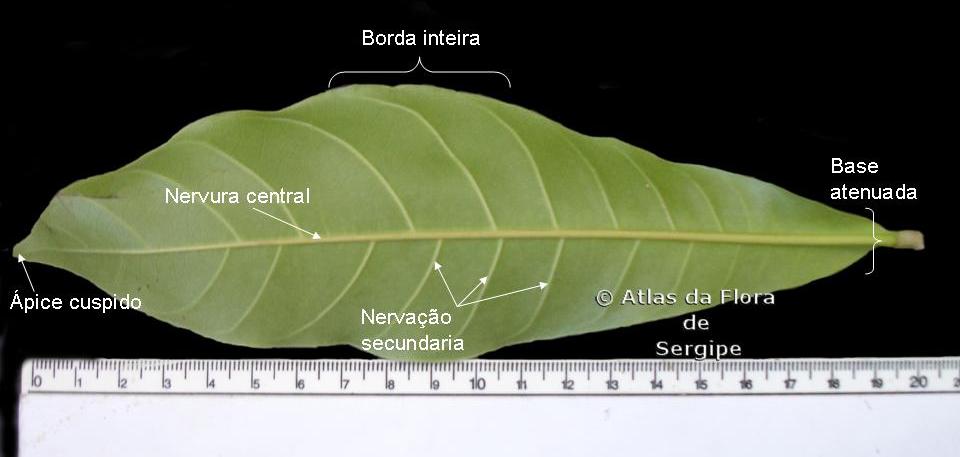 Borda inteira
Base
atenuada
Nervura central
Ápice cuspido
Nervação
secundaria
© Atlas da Flora
de
Sergipe
0 1 2 3 4 5 6 7 8 9 10 11 12 13 14 15 16 17 18 19 20